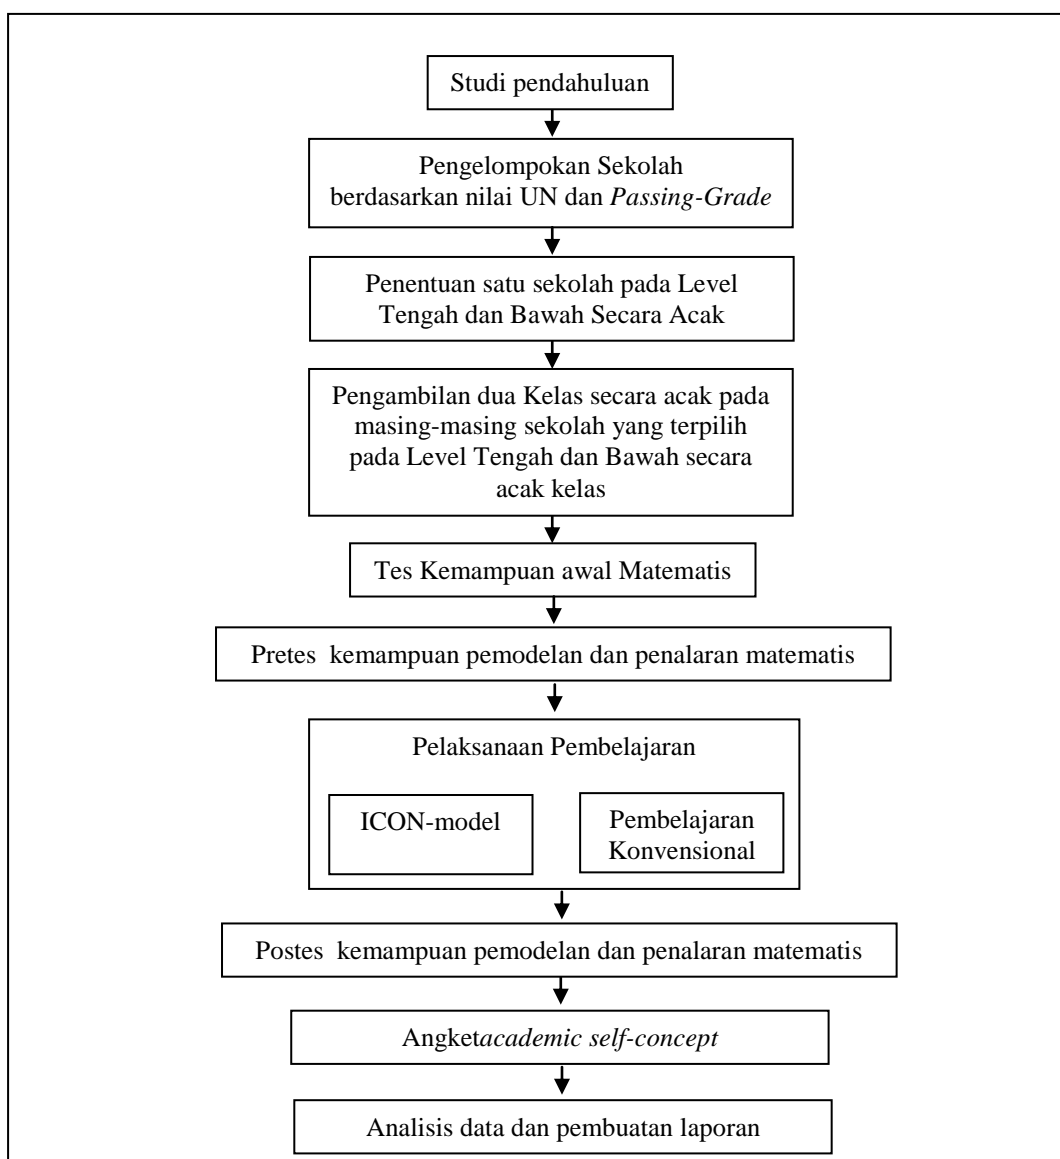 Studi pendahuluan
Pengelompokan Sekolah
berdasarkan nilai UN dan Passing-Grade
Penentuan satu sekolah pada Level
Tengah dan Bawah Secara Acak
Pengambilan dua Kelas secara acak pada
masing-masing sekolah yang terpilih
pada Level Tengah dan Bawah secara
acak kelas
Tes Kemampuan awal Matematis
Pretes  kemampuan pemodelan dan penalaran matematis
Pelaksanaan Pembelajaran
ICON-model
Pembelajaran
Konvensional
Postes  kemampuan pemodelan dan penalaran matematis
Angketacademic self-concept
Analisis data dan pembuatan laporan